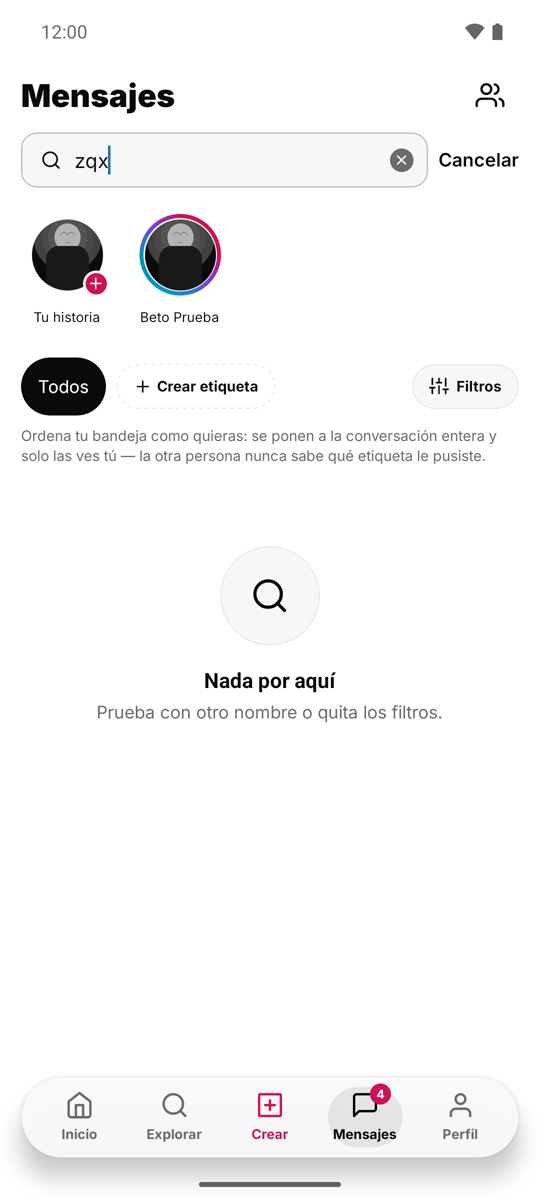 12:00
Mensajes
zqx
Cancelar
Tu historia
Beto Prueba
Todos
Crear etiqueta
Filtros
Ordena tu bandeja como quieras: se ponen a la conversación entera y
solo las ves tú — la otra persona nunca sabe qué etiqueta le pusiste.
Nada por aquí
Prueba con otro nombre o quita los filtros.
4
Inicio
Explorar
Crear
Mensajes
Perfil